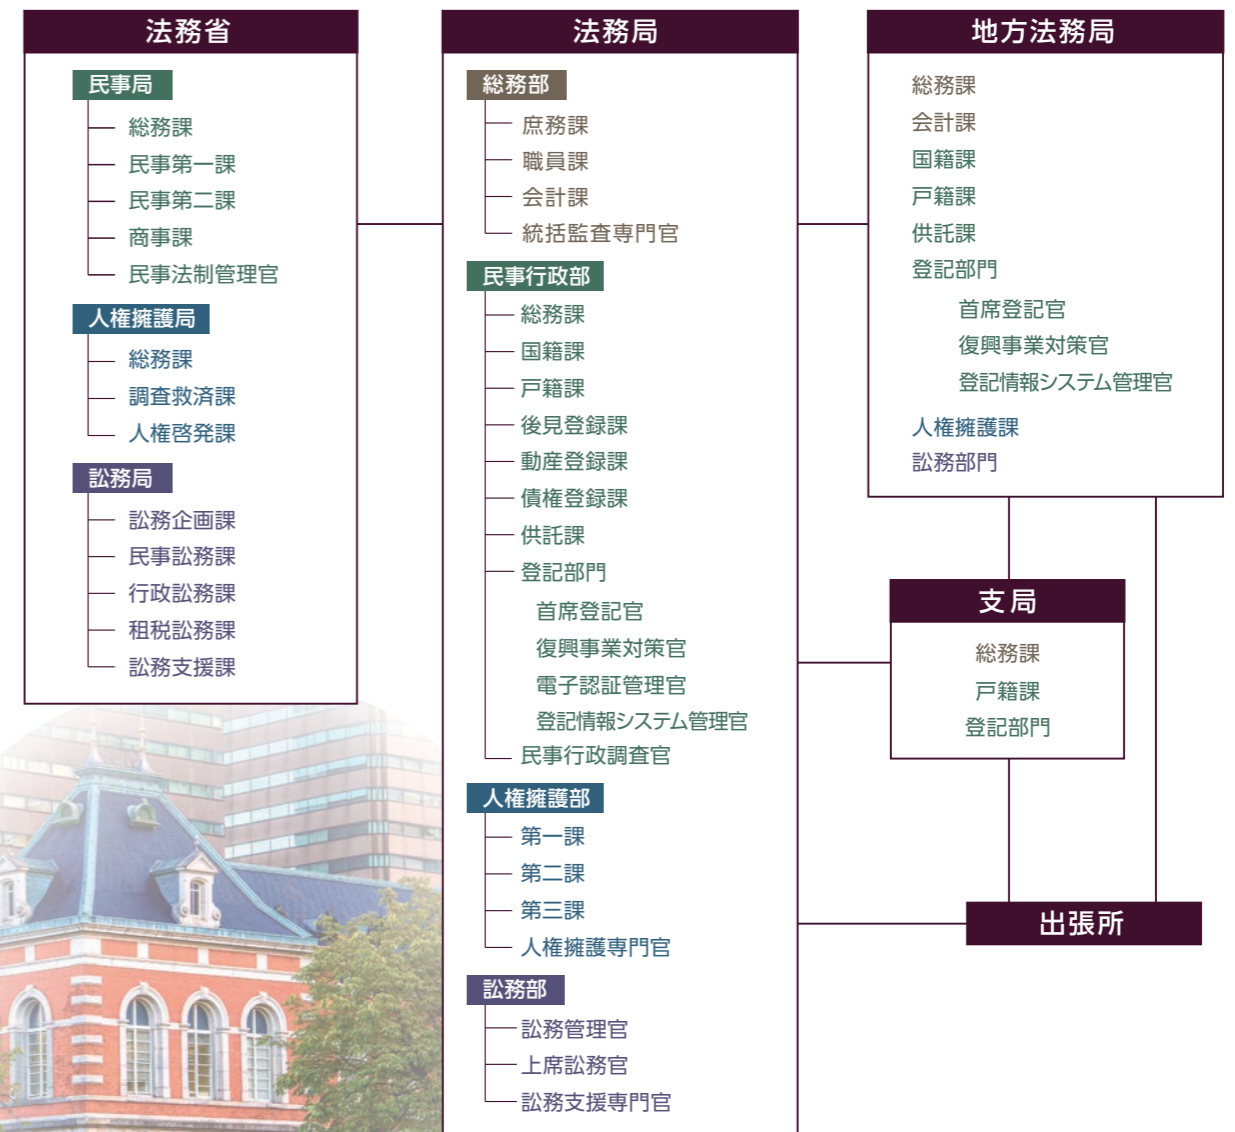 法務省
民事局
総務課
民事第一課
民事第二課
商事課
民事法制管理官
人権擁護局
総務課
調査救済課
人権啓発課
訟務局
訟務企画課
民事訟務課
行政訟務課
租税訟務課
訟務支援課
法務局
総務部
庶務課
職員課
会計課
統括監査専門官
民事行政部
総務課
国籍課
戸籍課
後見登録課
動産登録課
債権登録課
供託課
登記部門
首席登記官
復興事業対策官
電子認証管理官
登記情報システム管理官
民事行政調査官
人権擁護部
第一課
第二課
第三課
人権擁護専門官
訟務部
訟務管理官
上席訟務官
訟務支援専門官
地方法務局
総務課
会計課
国籍課
戸籍課
供託課
登記部門
首席登記官
復興事業対策官
登記情報システム管理官
人権擁護課
訟務部門
支局
総務課
戸籍課
登記部門
出張所